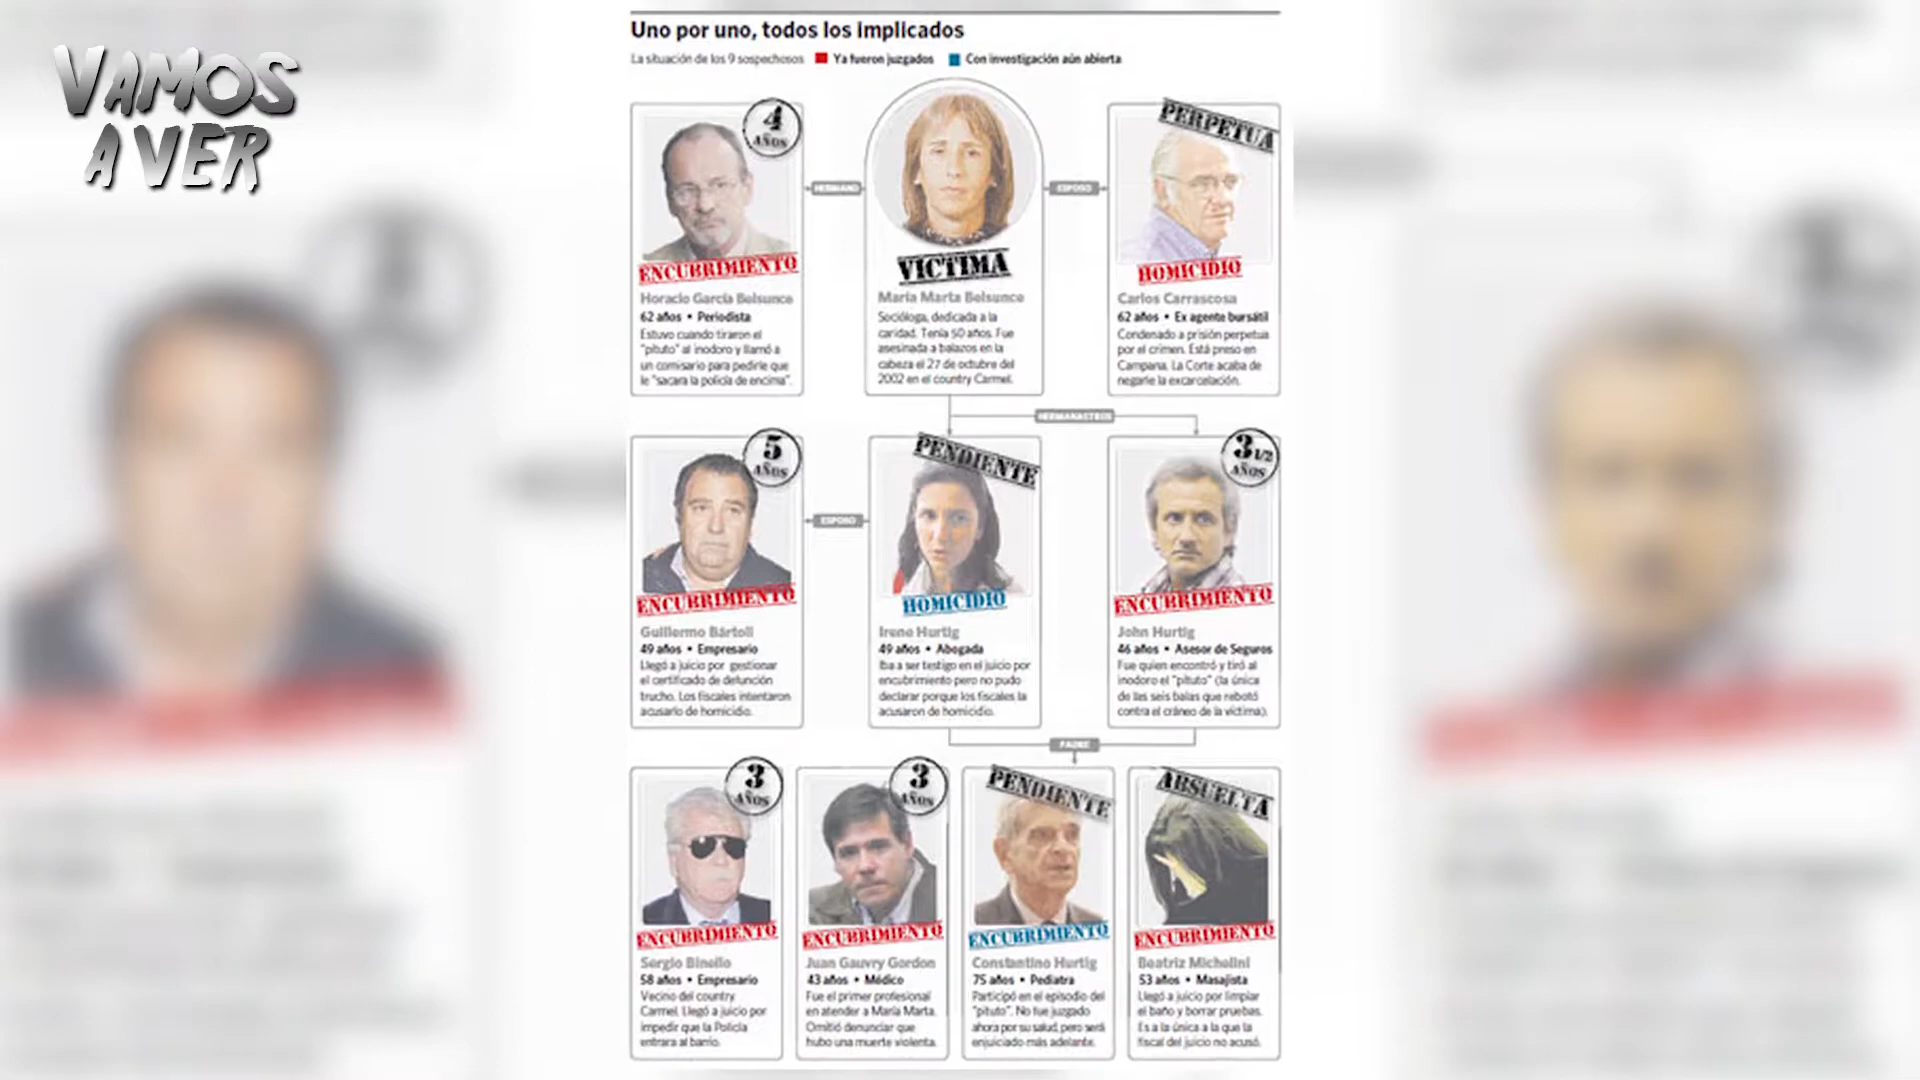 VAMOS
A VER
Uno por uno, todos los implicados
La situación de los 9 sospechosos Ya fueron juzgados Con investigación aún abierta
4
AÑOS
ENCUBRIMIENTO
Horacio García Belsunce
62 años • Periodista
Estuvo cuando tiraron el
"pituto" al inodoro y llamó a
un comisario para pedirle que
le "sacara la policía de encima".
HERMANO
VICTIMA
María Marta Belsunce
Socióloga, dedicada a la
caridad. Tenía 50 años. Fue
asesinada a balazos en la
cabeza el 27 de octubre del
2002 en el country Carmel.
ESPOSO
PERPETUA
HOMICIDIO
Carlos Carrascosa
62 años • Ex agente bursátil
Condenado a prisión perpetua
por el crimen. Está preso en
Campana. La Corte acaba de
negarle la excarcelación.
HERMANASTROS
5
AÑOS
ENCUBRIMIENTO
Guillermo Bártoli
49 años • Empresario
Llegó a juicio por gestionar
el certificado de defunción
trucho. Los fiscales intentaron
acusarlo de homicidio.
ESPOSO
PENDIENTE
HOMICIDIO
Irene Hurtig
49 años • Abogada
Iba a ser testigo en el juicio por
encubrimiento pero no pudo
declarar porque los fiscales la
acusaron de homicidio.
3 1/2
AÑOS
ENCUBRIMIENTO
John Hurtig
46 años • Asesor de Seguros
Fue quien encontró y tiró al
inodoro el "pituto" (la única
de las seis balas que rebotó
contra el cráneo de la víctima).
PADRE
3
AÑOS
ENCUBRIMIENTO
Sergio Binello
58 años • Empresario
Vecino del country
Carmel. Llegó a juicio por
impedir que la Policía
entrara al barrio.
3
AÑOS
ENCUBRIMIENTO
Juan Gauvry Gordon
43 años • Médico
Fue el primer profesional
en atender a María Marta.
Omitió denunciar que
hubo una muerte violenta.
PENDIENTE
ENCUBRIMIENTO
Constantino Hurtig
75 años • Pediatra
Participó en el episodio del
"pituto". No fue juzgado
ahora por su salud, pero será
enjuiciado más adelante.
ABSUELTA
ENCUBRIMIENTO
Beatriz Michelini
53 años • Masajista
Llegó a juicio por limpiar
el baño y borrar pruebas.
Es a la única a la que la
fiscal del juicio no acusó.